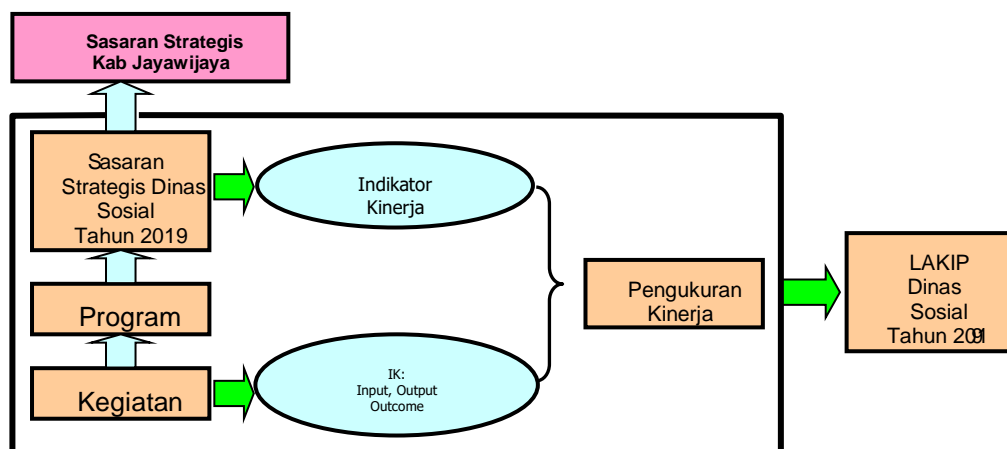 Sasaran Strategis
Kab Jayawijaya
Sasaran
Strategis Dinas
Sosial
Tahun 2019
Indikator
Kinerja
Program
Kegiatan
IK:
Input, Output
Outcome
Pengukuran
Kinerja
LAKIP
Dinas
Sosial
Tahun